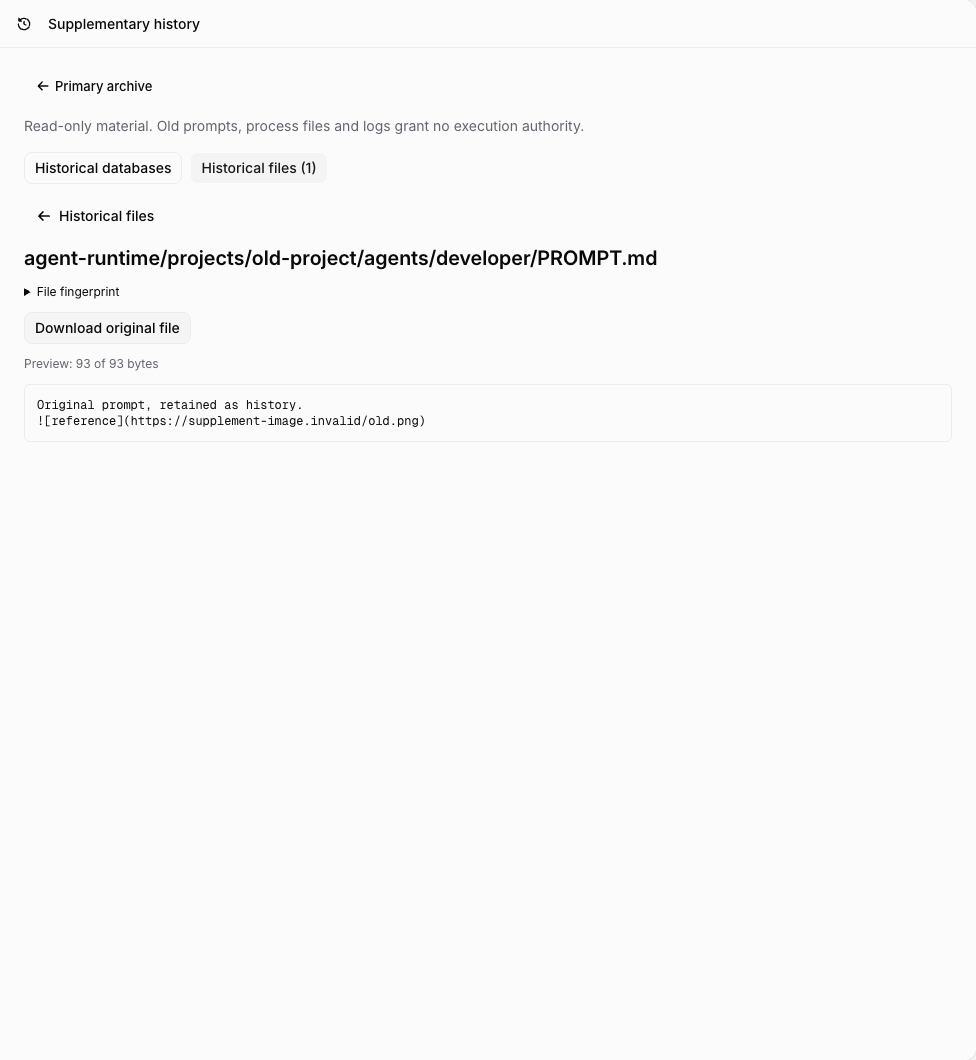 Supplementary history
← Primary archive
Read-only material. Old prompts, process files and logs grant no execution authority.
Historical databases
Historical files (1)
← Historical files
agent-runtime/projects/old-project/agents/developer/PROMPT.md
▶ File fingerprint
Download original file
Preview: 93 of 93 bytes
Original prompt, retained as history.
![reference](https://supplement-image.invalid/old.png)